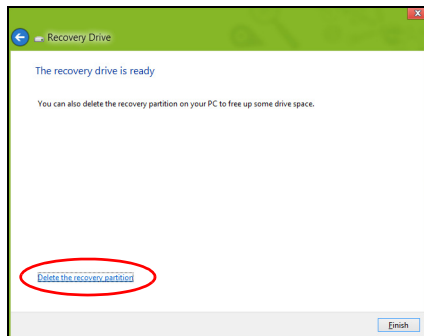 Recovery Drive
The recovery drive is ready
You can also delete the recovery partition on your PC to free up some drive space.
Delete the recovery partition
Finish